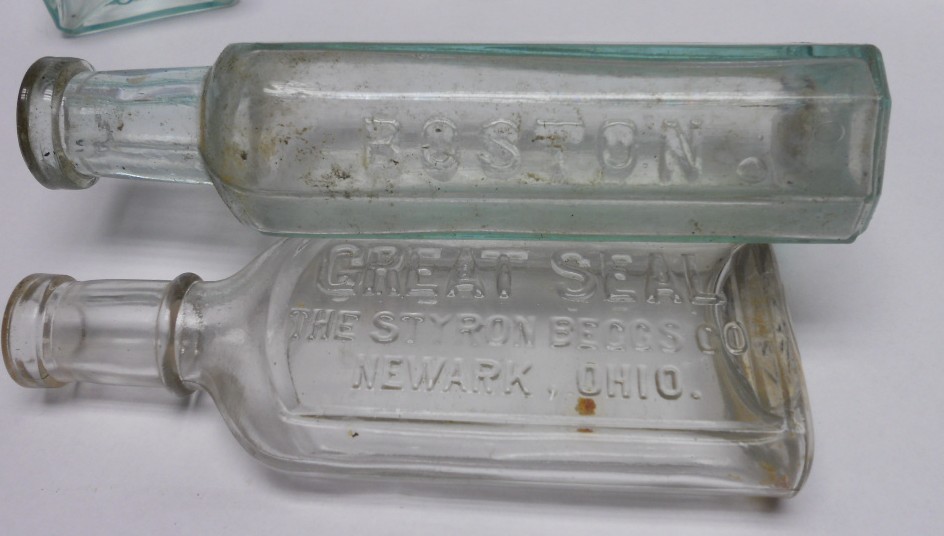 BOSTON.
GREAT SEAL
THE STYRON BEGGS CO
NEWARK, OHIO.